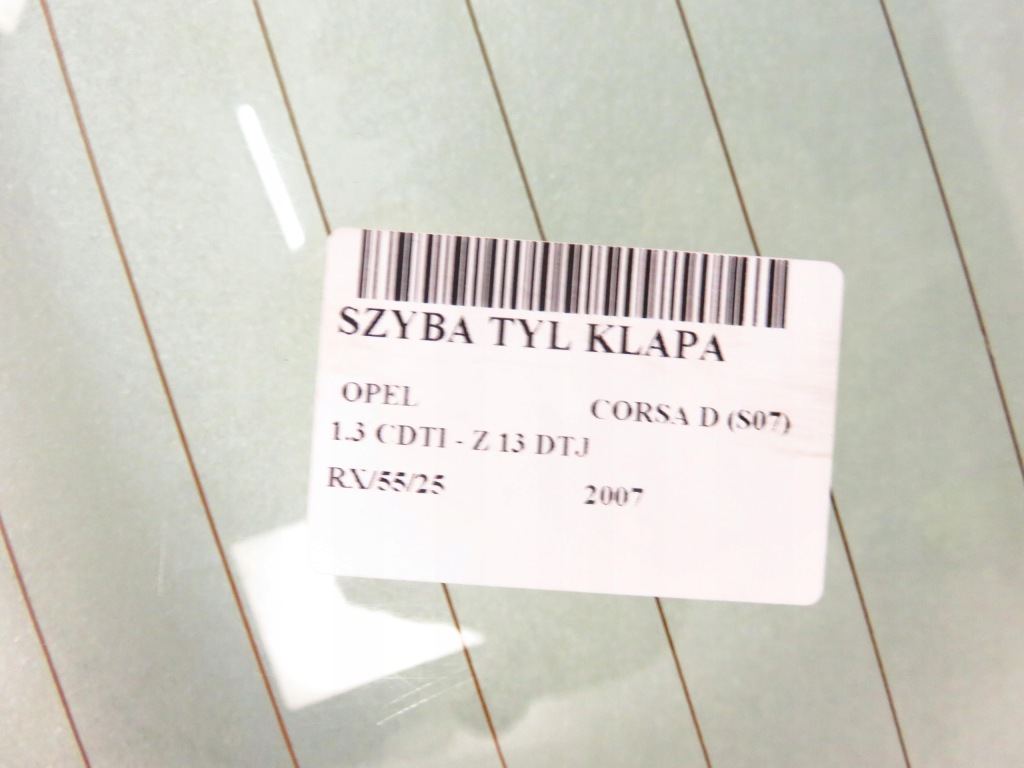 SZYBA TYL KLAPA
OPEL CORSA D (S07)
1.3 CDTI - Z 13 DTJ
RX/55/25 2007